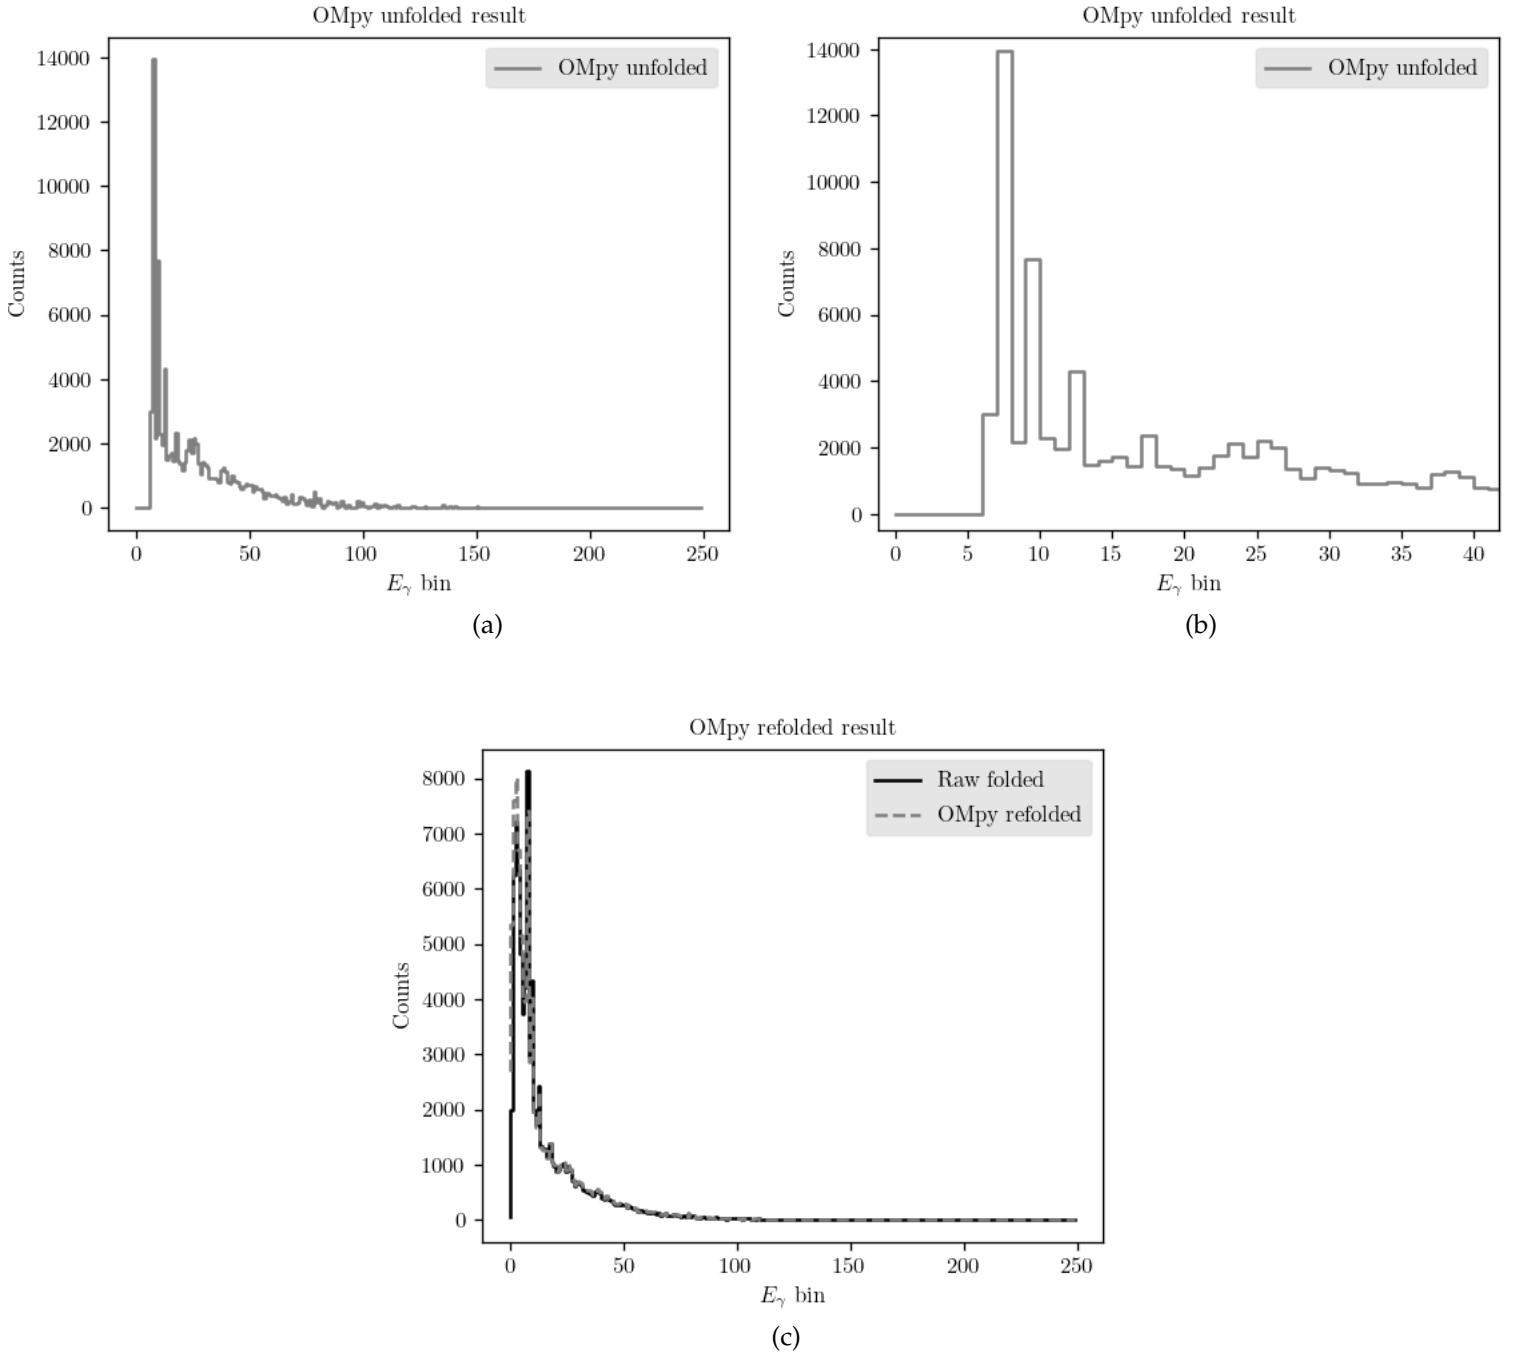 OMpy unfolded result
OMpy unfolded
14000
12000
10000
8000
6000
4000
2000
0
Counts
0 50 100 150 200 250
E_γ bin
(a)
OMpy unfolded result
OMpy unfolded
14000
12000
10000
8000
6000
4000
2000
0
Counts
0 5 10 15 20 25 30 35 40
E_γ bin
(b)
OMpy refolded result
Raw folded
OMpy refolded
8000
7000
6000
5000
4000
3000
2000
1000
0
Counts
0 50 100 150 200 250
E_γ bin
(c)